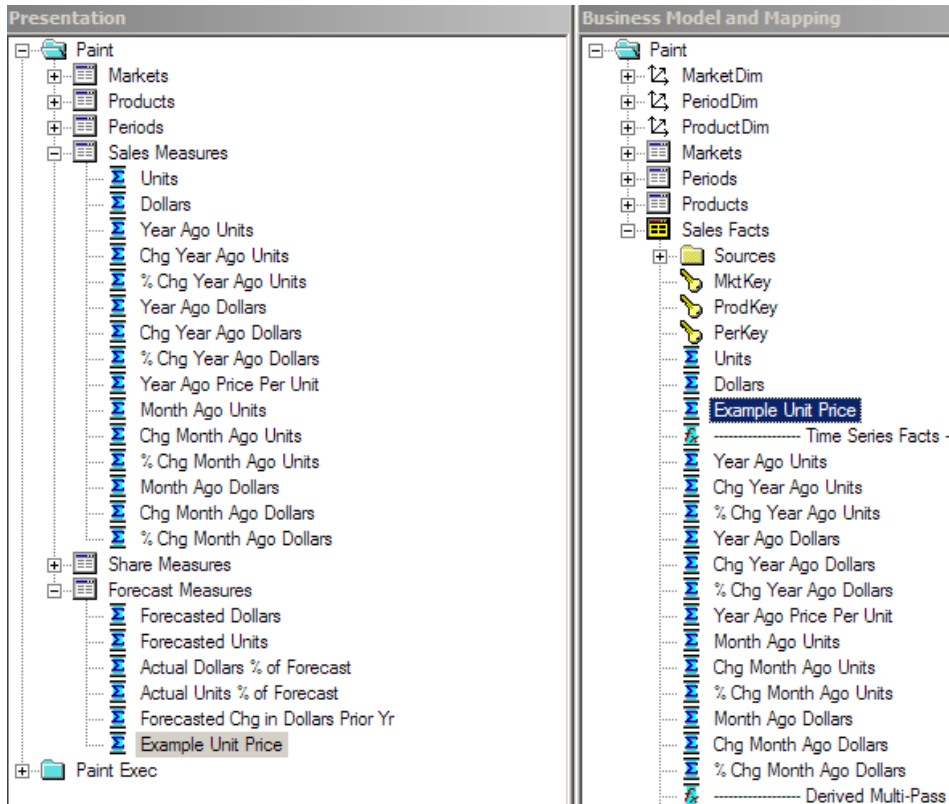 Presentation
Paint
Markets
Products
Periods
Sales Measures
Units
Dollars
Year Ago Units
Chg Year Ago Units
% Chg Year Ago Units
Year Ago Dollars
Chg Year Ago Dollars
% Chg Year Ago Dollars
Year Ago Price Per Unit
Month Ago Units
Chg Month Ago Units
% Chg Month Ago Units
Month Ago Dollars
Chg Month Ago Dollars
% Chg Month Ago Dollars
Share Measures
Forecast Measures
Forecasted Dollars
Forecasted Units
Actual Dollars % of Forecast
Actual Units % of Forecast
Forecasted Chg in Dollars Prior Yr
Example Unit Price
Paint Exec
Business Model and Mapping
Paint
MarketDim
PeriodDim
ProductDim
Markets
Periods
Products
Sales Facts
Sources
MktKey
ProdKey
PerKey
Units
Dollars
Example Unit Price
------------------ Time Series Facts -
Year Ago Units
Chg Year Ago Units
% Chg Year Ago Units
Year Ago Dollars
Chg Year Ago Dollars
% Chg Year Ago Dollars
Year Ago Price Per Unit
Month Ago Units
Chg Month Ago Units
% Chg Month Ago Units
Month Ago Dollars
Chg Month Ago Dollars
% Chg Month Ago Dollars
------------------ Derived Multi-Pass